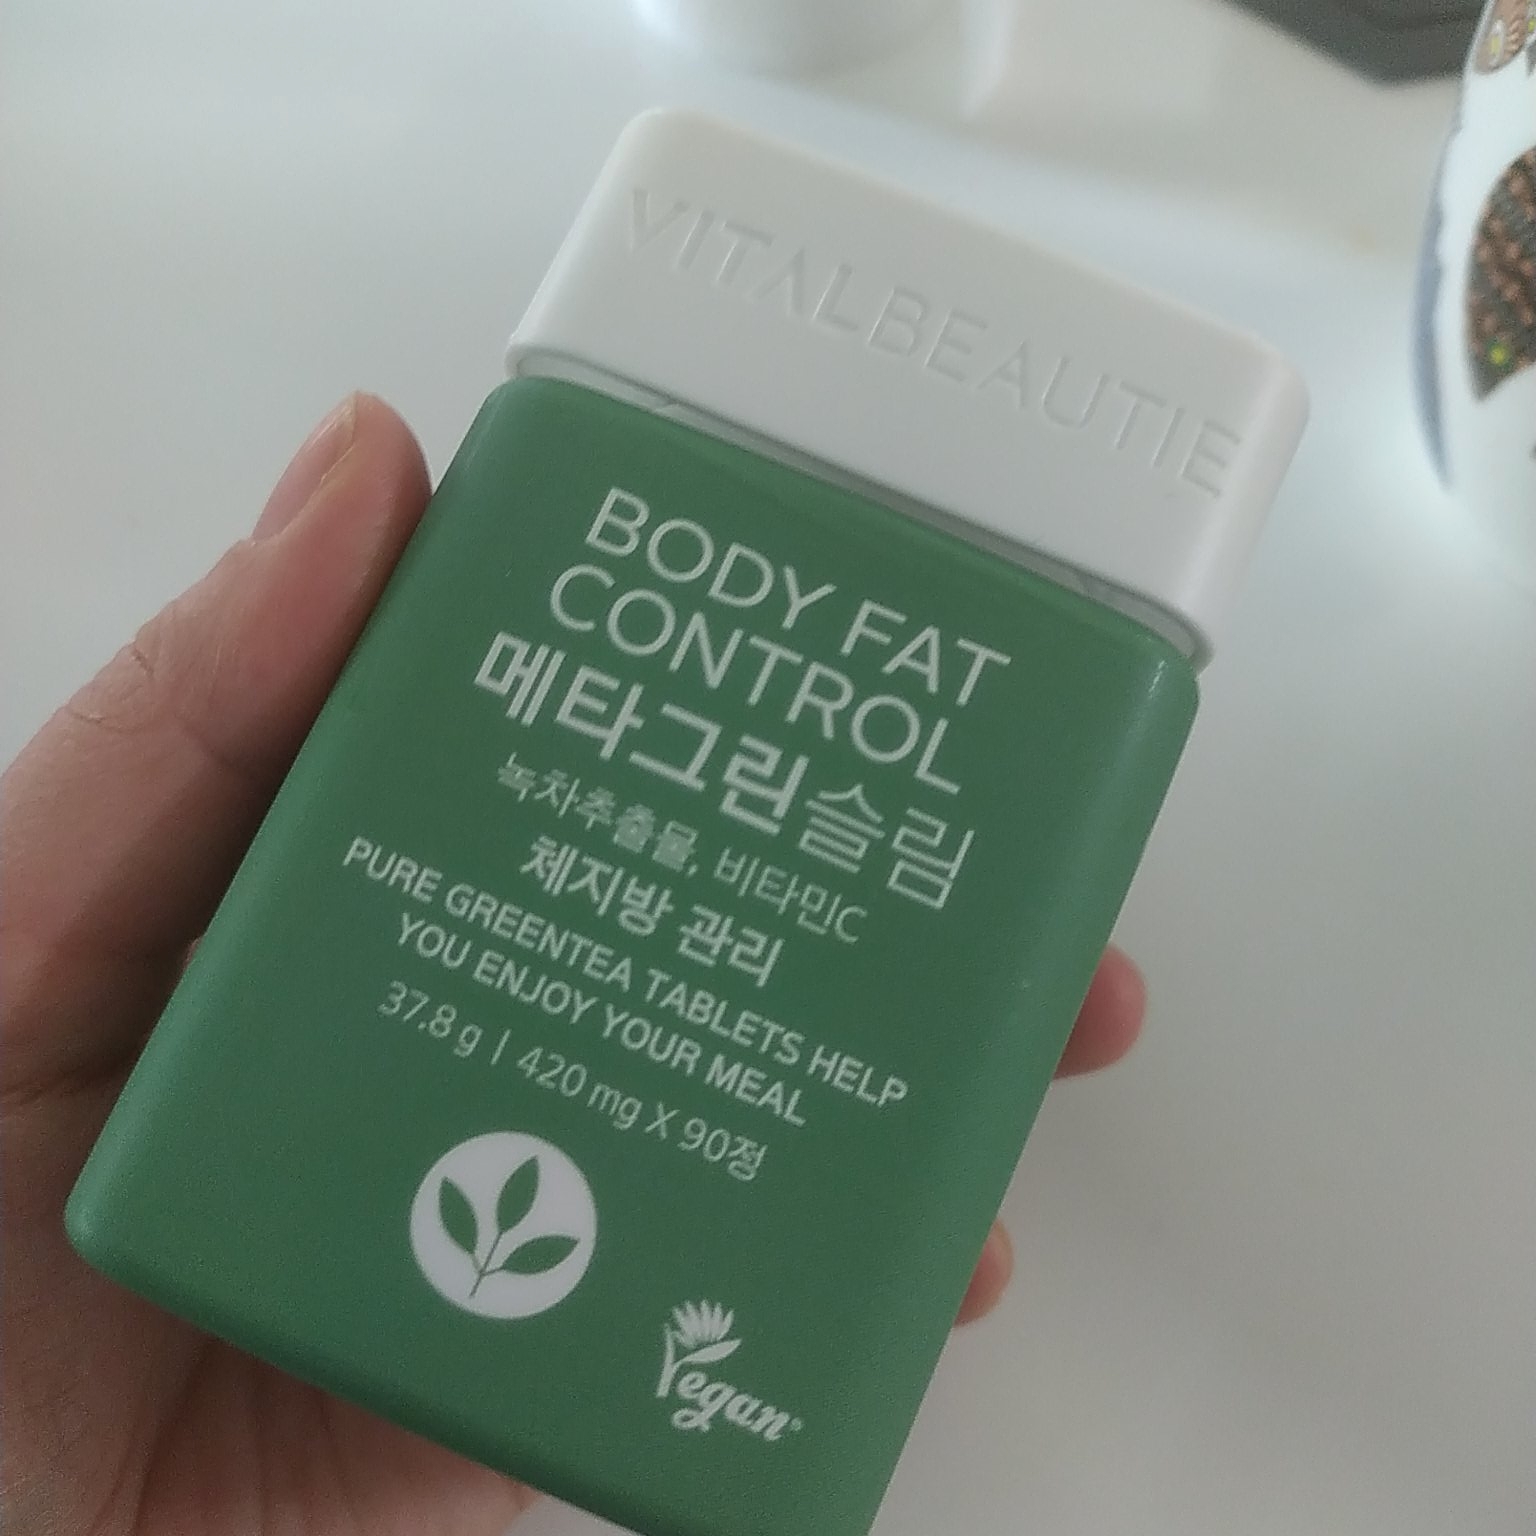 VITALBEAUTIE
BODY FAT
CONTROL
메타그린슬림
녹차추출물, 비타민C
체지방 관리
PURE GREENTEA TABLETS HELP
YOU ENJOY YOUR MEAL
37.8 g | 420 mg X 90정
Vegan